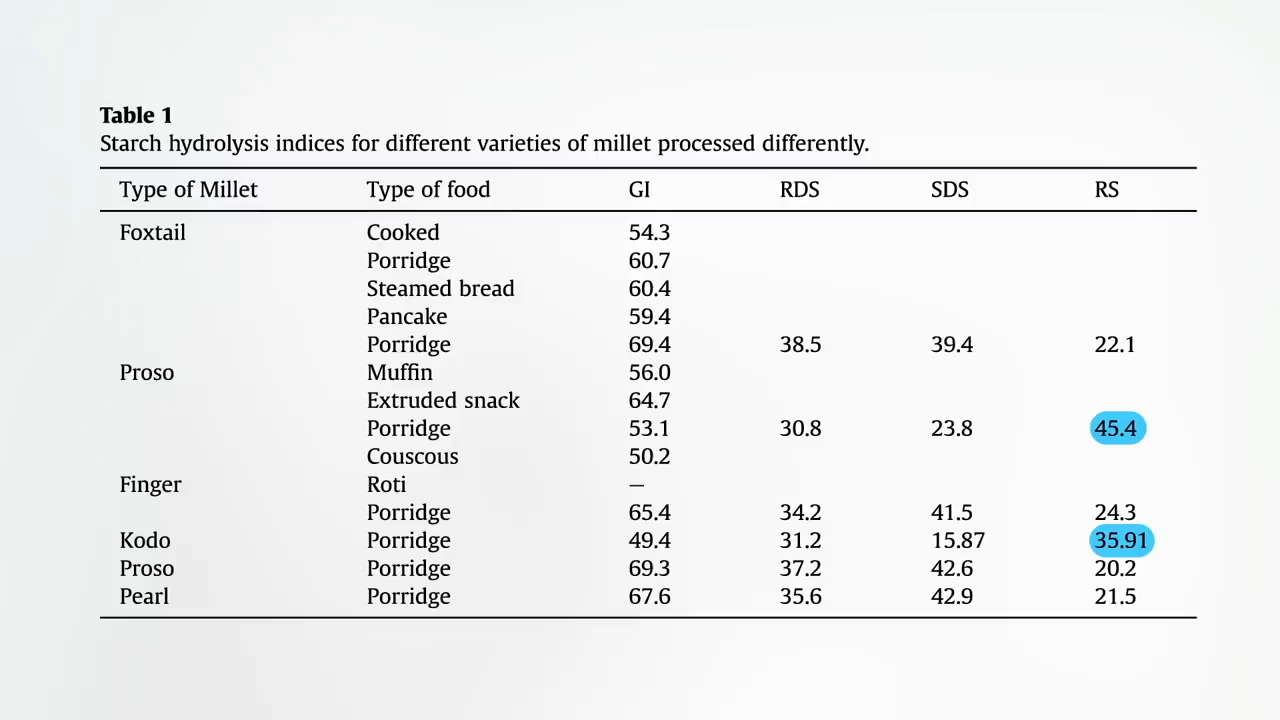 Table 1
Starch hydrolysis indices for different varieties of millet processed differently.
Type of Millet Type of food GI RDS SDS RS
Foxtail Cooked 54.3
Porridge 60.7
Steamed bread 60.4
Pancake 59.4
Porridge 69.4 38.5 39.4 22.1
Proso Muffin 56.0
Extruded snack 64.7
Porridge 53.1 30.8 23.8 45.4
Couscous 50.2
Finger Roti —
Porridge 65.4 34.2 41.5 24.3
Kodo Porridge 49.4 31.2 15.87 35.91
Proso Porridge 69.3 37.2 42.6 20.2
Pearl Porridge 67.6 35.6 42.9 21.5